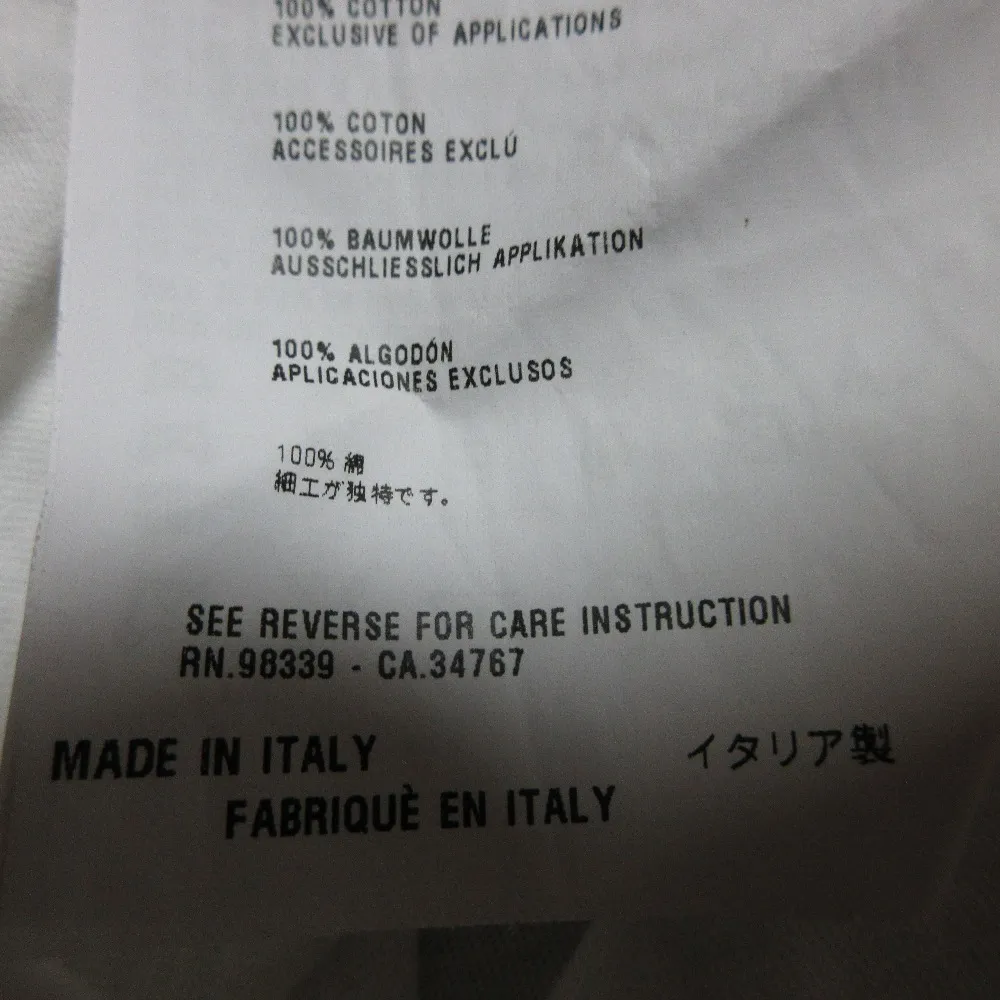 100% COTTON
EXCLUSIVE OF APPLICATIONS
100% COTON
ACCESSOIRES EXCLÚ
100% BAUMWOLLE
AUSSCHLIESSLICH APPLIKATION
100% ALGODÓN
APLICACIONES EXCLUSOS
100% 綿
細工が独特です。
SEE REVERSE FOR CARE INSTRUCTION
RN.98339 - CA.34767
MADE IN ITALY イタリア製
FABRIQUÈ EN ITALY